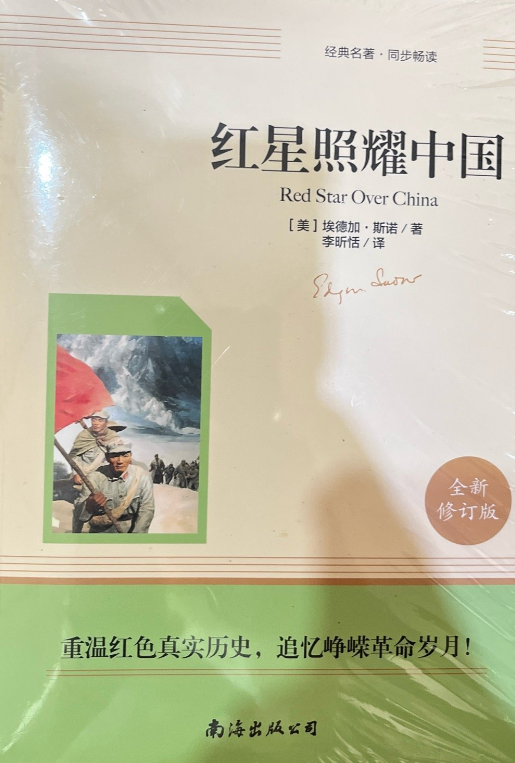 经典名著·同步畅读
红星照耀中国
Red Star Over China
［美］埃德加·斯诺／著
李昕恬／译
Edgar Snow
全新
修订版
重温红色真实历史，追忆峥嵘革命岁月！
南海出版公司